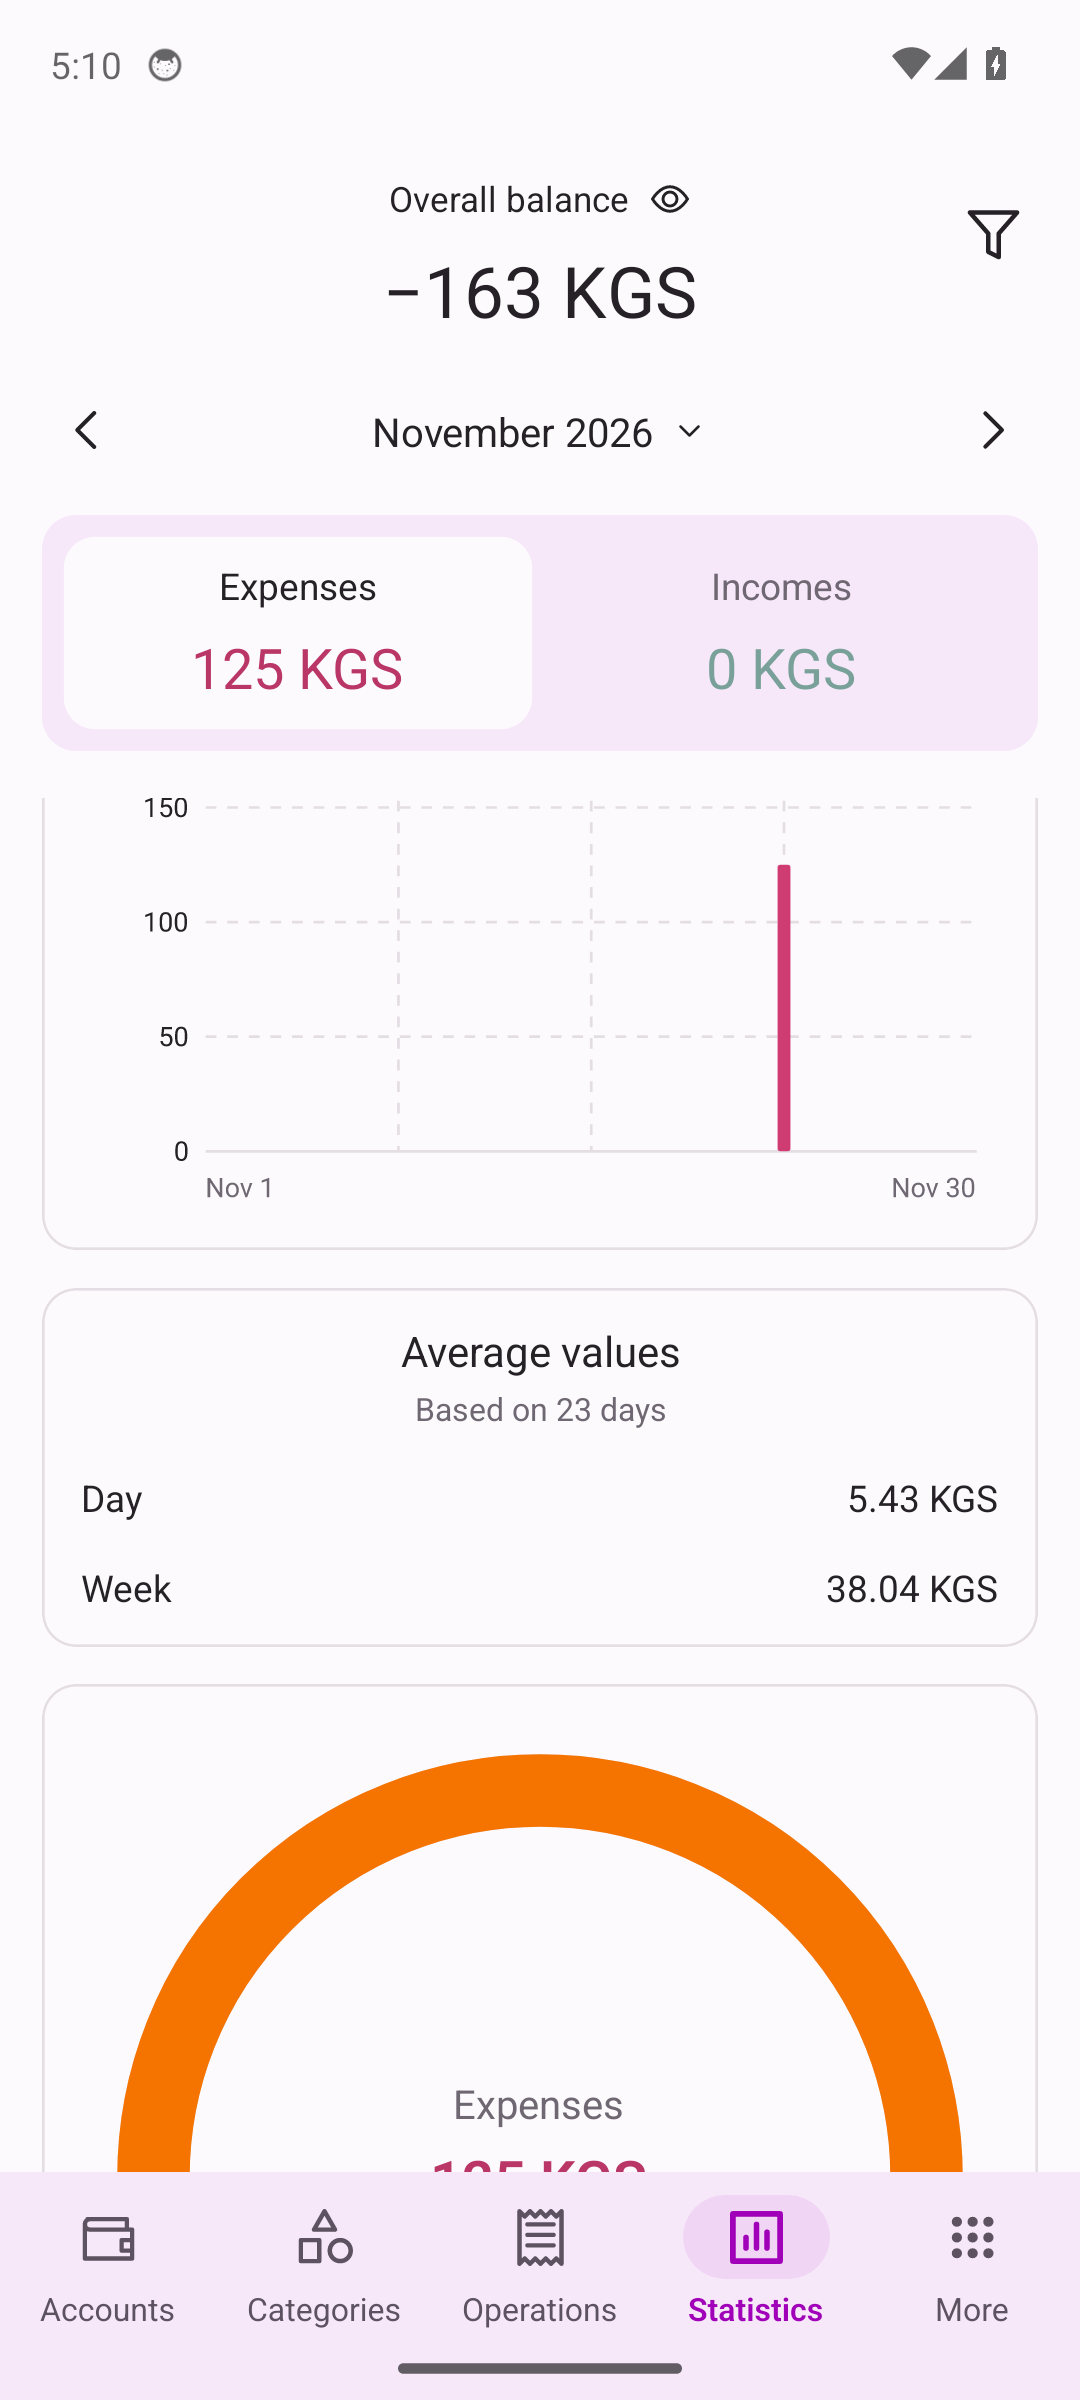 5:10
Overall balance
−163 KGS
November 2026
Expenses
Incomes
125 KGS
0 KGS
150
100
50
0
Nov 1
Nov 30
Average values
Based on 23 days
Day
5.43 KGS
Week
38.04 KGS
Expenses
125 KGS
Accounts
Categories
Operations
Statistics
More